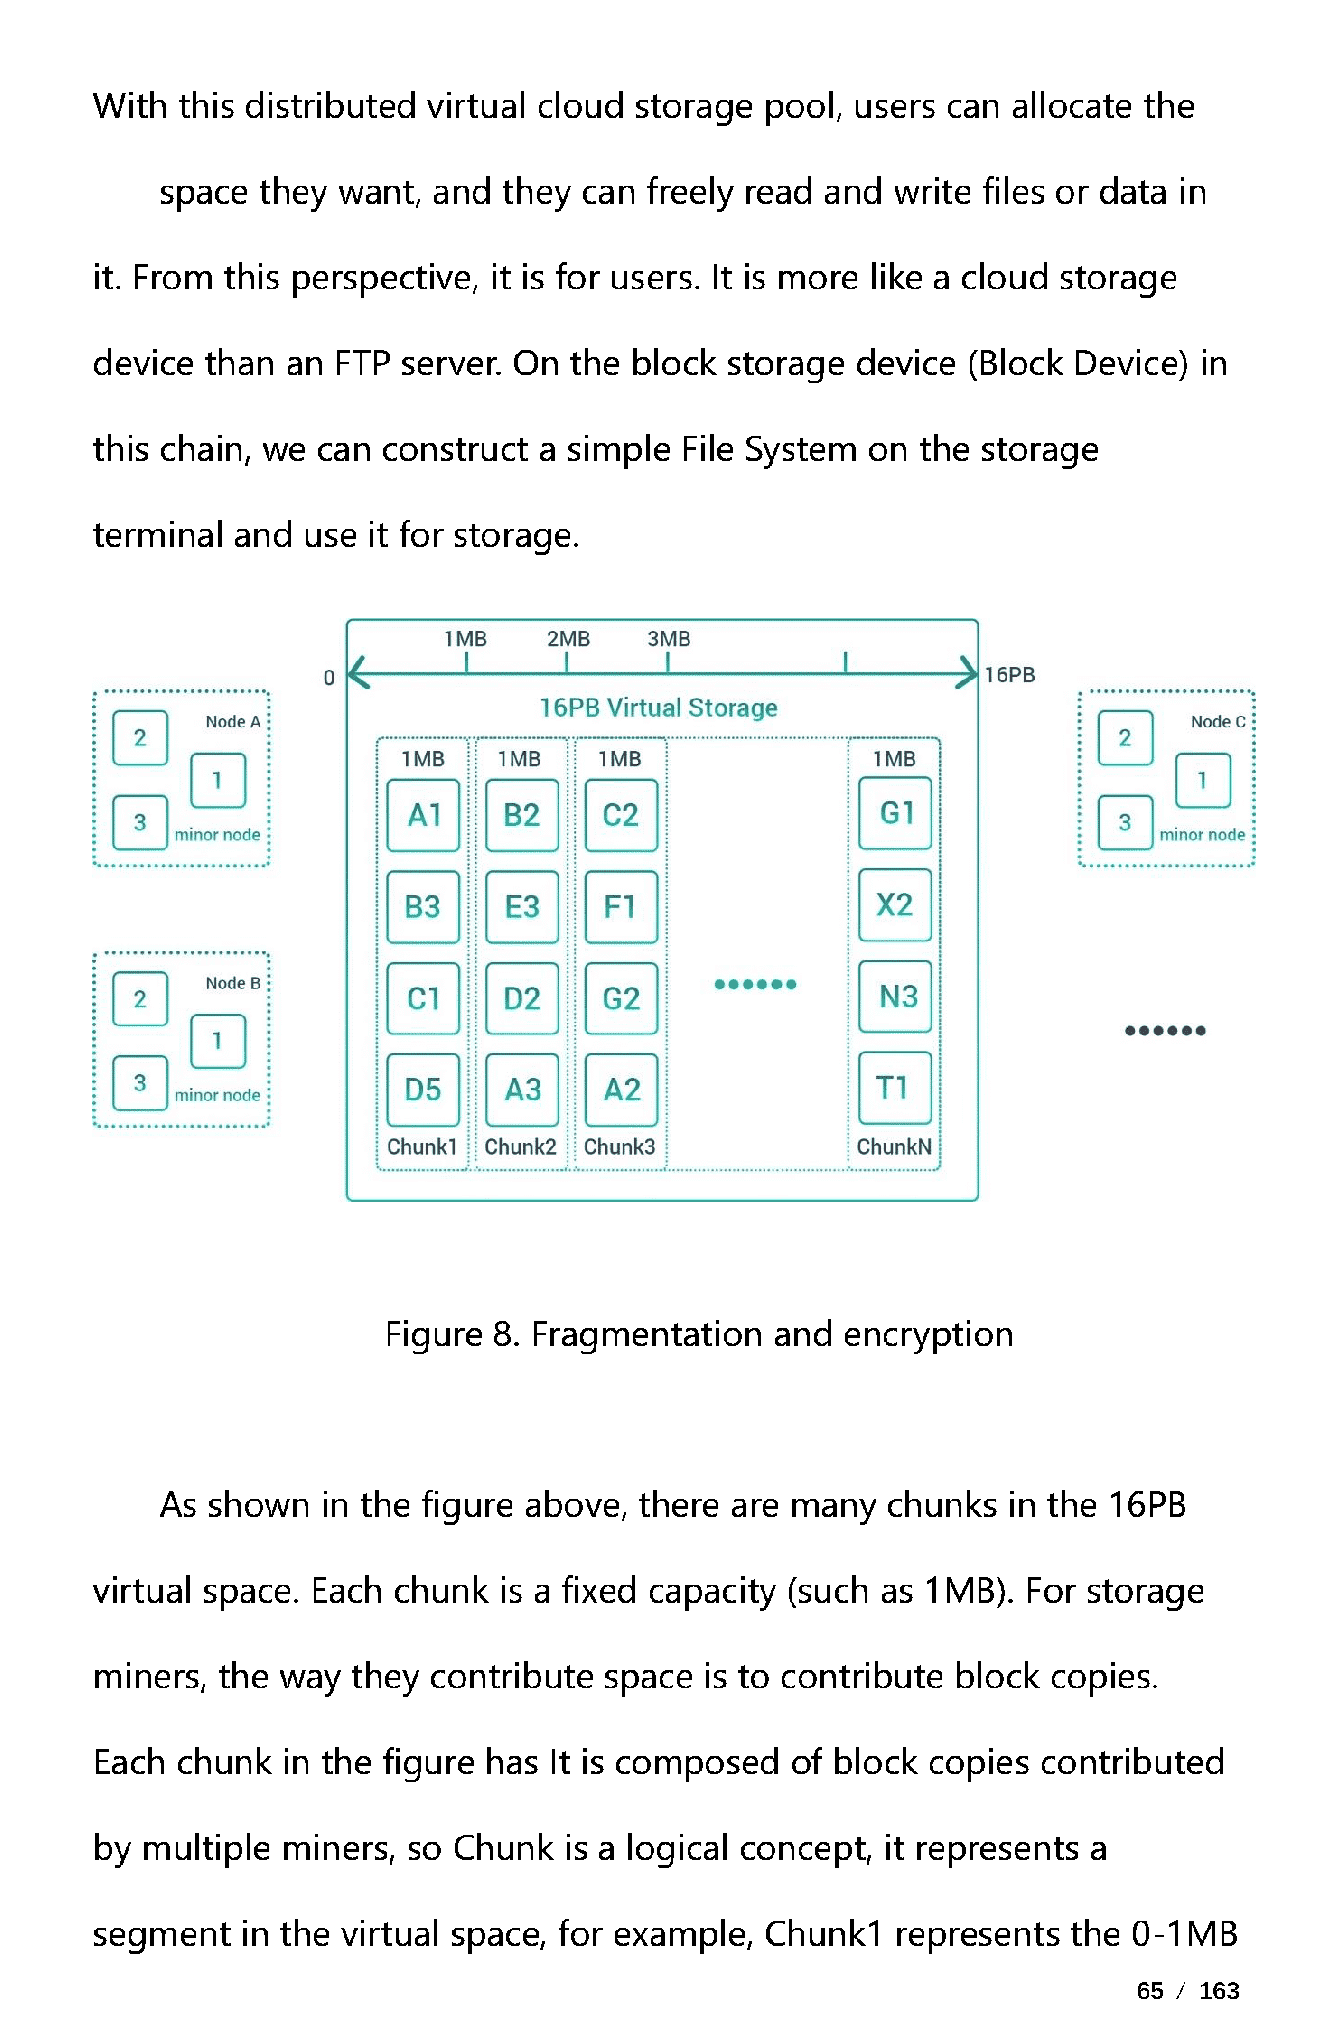 With this distributed virtual cloud storage pool, users can allocate the
space they want, and they can freely read and write files or data in
it. From this perspective, it is for users. It is more like a cloud storage
device than an FTP server. On the block storage device (Block Device) in
this chain, we can construct a simple File System on the storage
terminal and use it for storage.
1MB 2MB 3MB
0 16PB
16PB Virtual Storage
Node A
2
1
3
minor node
Node B
2
1
3
minor node
1MB 1MB 1MB 1MB
A1 B2 C2 G1
B3 E3 F1 X2
C1 D2 G2 ...... N3
D5 A3 A2 T1
Chunk1 Chunk2 Chunk3 ChunkN
Node C
2
1
3
minor node
......
Figure 8. Fragmentation and encryption
As shown in the figure above, there are many chunks in the 16PB
virtual space. Each chunk is a fixed capacity (such as 1MB). For storage
miners, the way they contribute space is to contribute block copies.
Each chunk in the figure has It is composed of block copies contributed
by multiple miners, so Chunk is a logical concept, it represents a
segment in the virtual space, for example, Chunk1 represents the 0-1MB
65 / 163